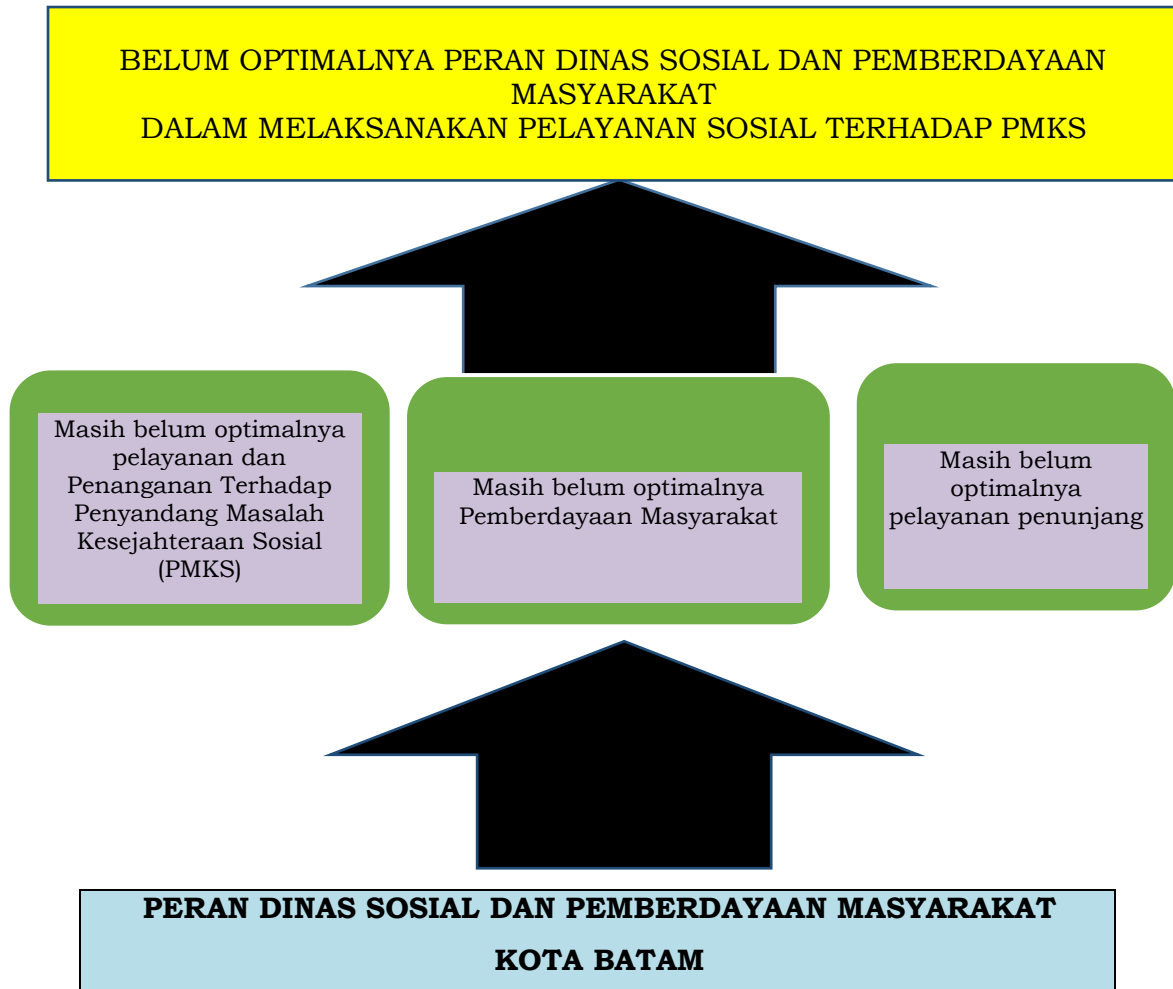 BELUM OPTIMALNYA PERAN DINAS SOSIAL DAN PEMBERDAYAAN
MASYARAKAT
DALAM MELAKSANAKAN PELAYANAN SOSIAL TERHADAP PMKS
Masih belum optimalnya
pelayanan dan
Penanganan Terhadap
Penyandang Masalah
Kesejahteraan Sosial
(PMKS)
Masih belum optimalnya
Pemberdayaan Masyarakat
Masih belum
optimalnya
pelayanan penunjang
PERAN DINAS SOSIAL DAN PEMBERDAYAAN MASYARAKAT
KOTA BATAM